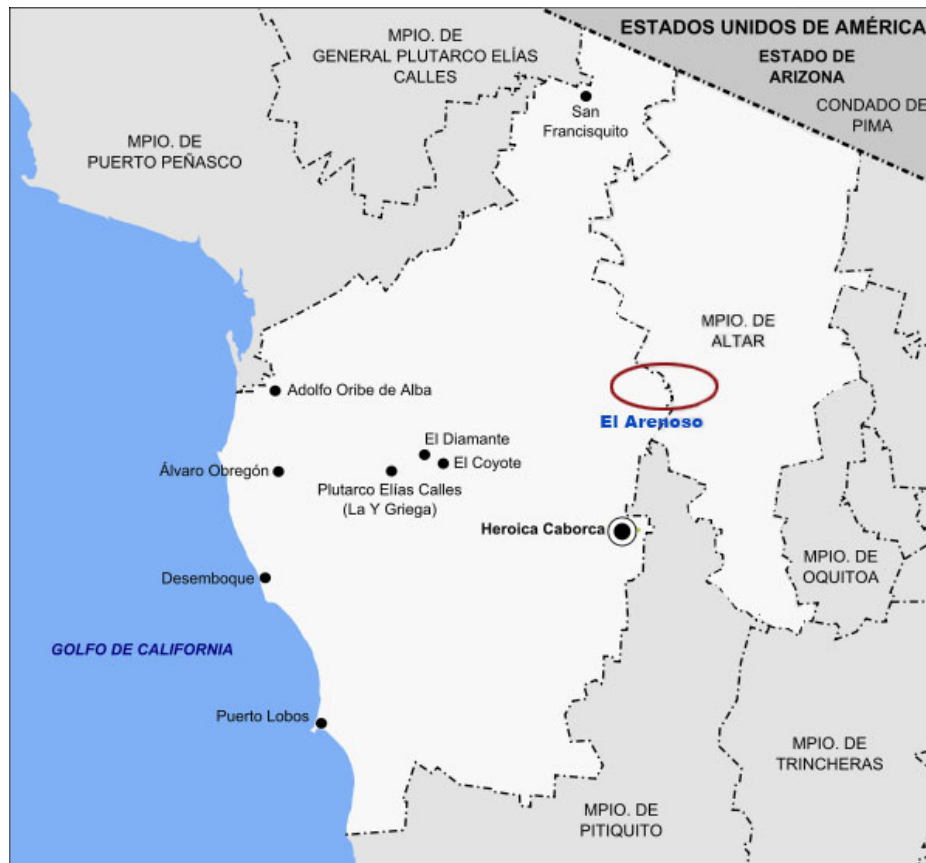 ESTADOS UNIDOS DE AMÉRICA
ESTADO DE
ARIZONA
CONDADO DE
PIMA
MPIO. DE
GENERAL PLUTARCO ELÍAS
CALLES
San
Francisquito
MPIO. DE
PUERTO PEÑASCO
MPIO. DE
ALTAR
Adolfo Oribe de Alba
El Arenoso
El Diamante
El Coyote
Álvaro Obregón
Plutarco Elías Calles
(La Y Griega)
Heroica Caborca
MPIO. DE
OQUITOA
Desemboque
GOLFO DE CALIFORNIA
Puerto Lobos
MPIO. DE
TRINCHERAS
MPIO. DE
PITIQUITO